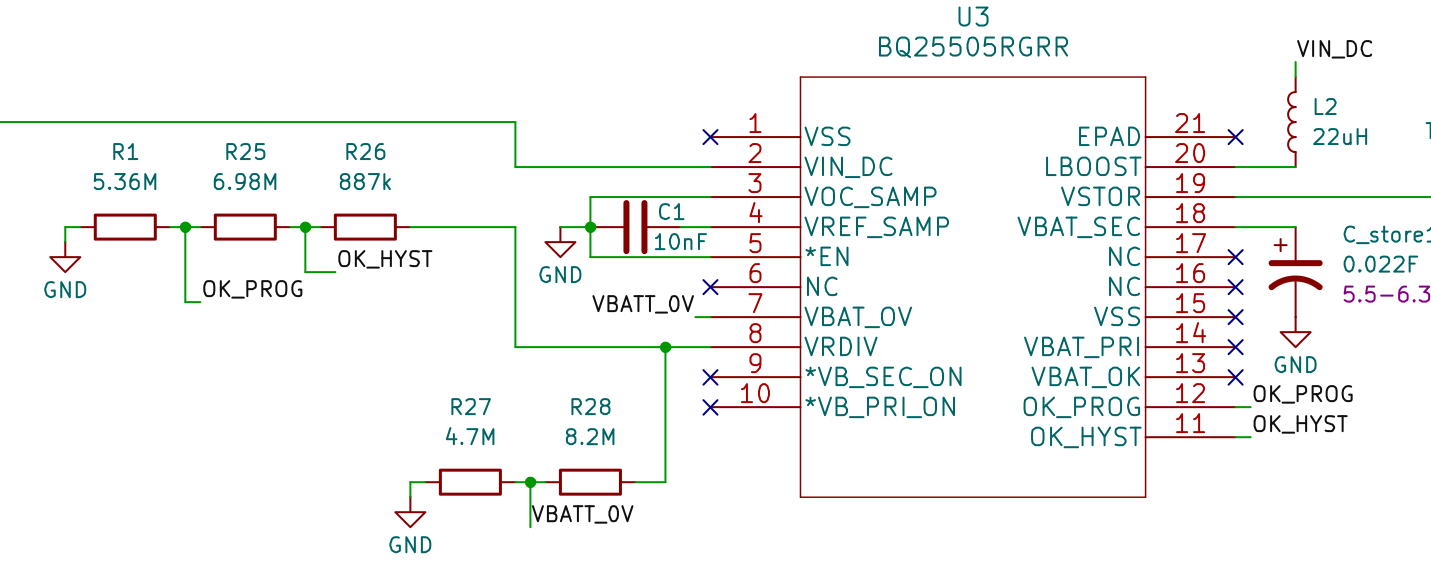 U3
BQ25505RGRR
VIN_DC
L2
22uH
R1
5.36M
R25
6.98M
R26
887k
GND
OK_PROG
OK_HYST
GND
C1
10nF
VBATT_0V
1 VSS
2 VIN_DC
3 VOC_SAMP
4 VREF_SAMP
5 *EN
6 NC
7 VBAT_OV
8 VRDIV
9 *VB_SEC_ON
10 *VB_PRI_ON
EPAD 21
LBOOST 20
VSTOR 19
VBAT_SEC 18
NC 17
NC 16
VSS 15
VBAT_PRI 14
VBAT_OK 13
OK_PROG 12
OK_HYST 11
+
C_store1
0.022F
5.5-6.3
GND
OK_PROG
OK_HYST
R27
4.7M
R28
8.2M
VBATT_0V
GND